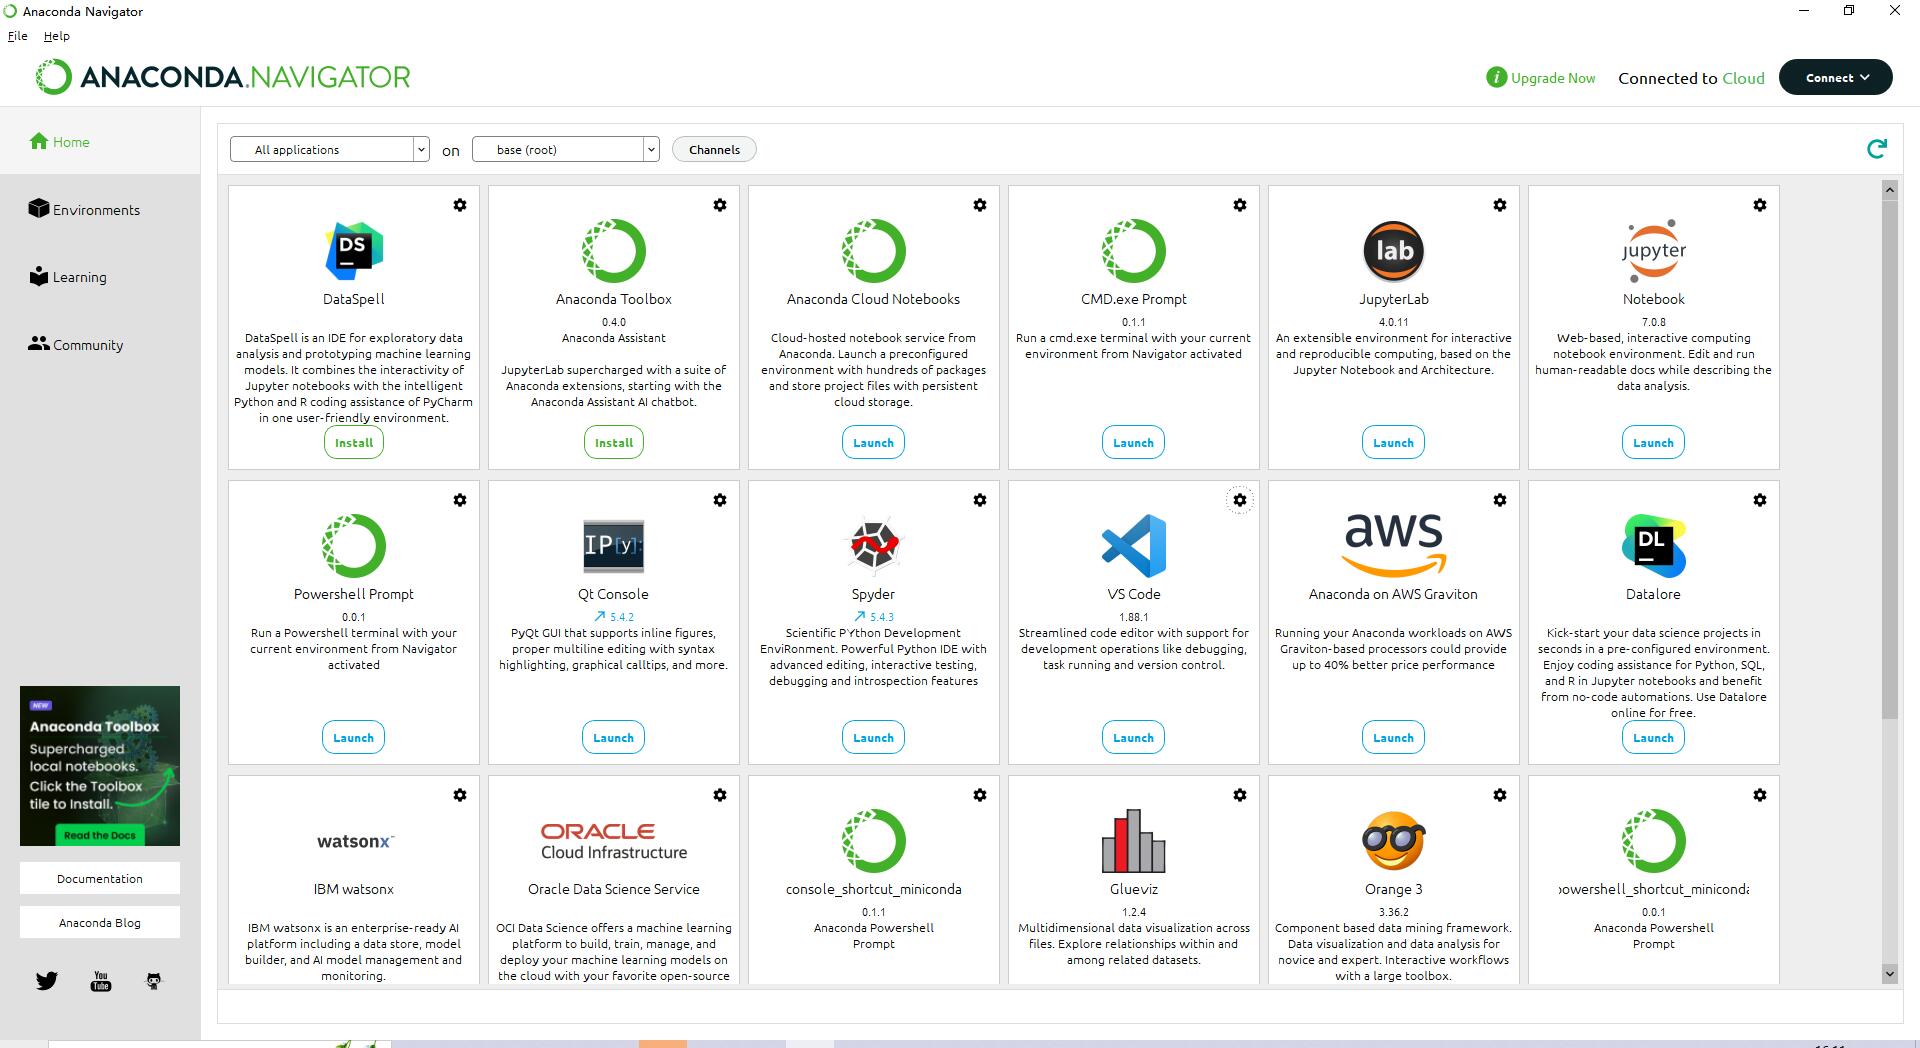 Anaconda Navigator
File Help
ANACONDA.NAVIGATOR
i Upgrade Now
Connected to Cloud
Connect
Home
Environments
Learning
Community
All applications
on
base (root)
Channels
DS
DataSpell
DataSpell is an IDE for exploratory data
analysis and prototyping machine learning
models. It combines the interactivity of
Jupyter notebooks with the intelligent
Python and R coding assistance of PyCharm
in one user-friendly environment.
Install
Anaconda Toolbox
0.4.0
Anaconda Assistant
JupyterLab supercharged with a suite of
Anaconda extensions, starting with the
Anaconda Assistant AI chatbot.
Install
Anaconda Cloud Notebooks
Cloud-hosted notebook service from
Anaconda. Launch a preconfigured
environment with hundreds of packages
and store project files with persistent
cloud storage.
Launch
CMD.exe Prompt
0.1.1
Run a cmd.exe terminal with your current
environment from Navigator activated
Launch
lab
JupyterLab
4.0.11
An extensible environment for interactive
and reproducible computing, based on the
Jupyter Notebook and Architecture.
Launch
jupyter
Notebook
7.0.8
Web-based, interactive computing
notebook environment. Edit and run
human-readable docs while describing the
data analysis.
Launch
Powershell Prompt
0.0.1
Run a Powershell terminal with your
current environment from Navigator
activated
Launch
IP[y]:
Qt Console
5.4.2
PyQt GUI that supports inline figures,
proper multiline editing with syntax
highlighting, graphical calltips, and more.
Launch
Spyder
5.4.3
Scientific PYthon Development
EnviRonment. Powerful Python IDE with
advanced editing, interactive testing,
debugging and introspection features
Launch
VS Code
1.88.1
Streamlined code editor with support for
development operations like debugging,
task running and version control.
Launch
aws
Anaconda on AWS Graviton
Running your Anaconda workloads on AWS
Graviton-based processors could provide
up to 40% better price performance
Launch
DL
Datalore
Kick-start your data science projects in
seconds in a pre-configured environment.
Enjoy coding assistance for Python, SQL,
and R in Jupyter notebooks and benefit
from no-code automations. Use Datalore
online for free.
Launch
watsonx
IBM watsonx
IBM watsonx is an enterprise-ready AI
platform including a data store, model
builder, and AI model management and
monitoring.
ORACLE
Cloud Infrastructure
Oracle Data Science Service
OCI Data Science offers a machine learning
platform to build, train, manage, and
deploy your machine learning models on
the cloud with your favorite open-source
console_shortcut_miniconda
0.1.1
Anaconda Powershell
Prompt
Glueviz
1.2.4
Multidimensional data visualization across
files. Explore relationships within and
among related datasets.
Orange 3
3.36.2
Component based data mining framework.
Data visualization and data analysis for
novice and expert. Interactive workflows
with a large toolbox.
powershell_shortcut_miniconda
0.0.1
Anaconda Powershell
Prompt
NEW
Anaconda Toolbox
Supercharged
local notebooks.
Click the Toolbox
tile to Install.
Read the Docs
Documentation
Anaconda Blog
You
Tube